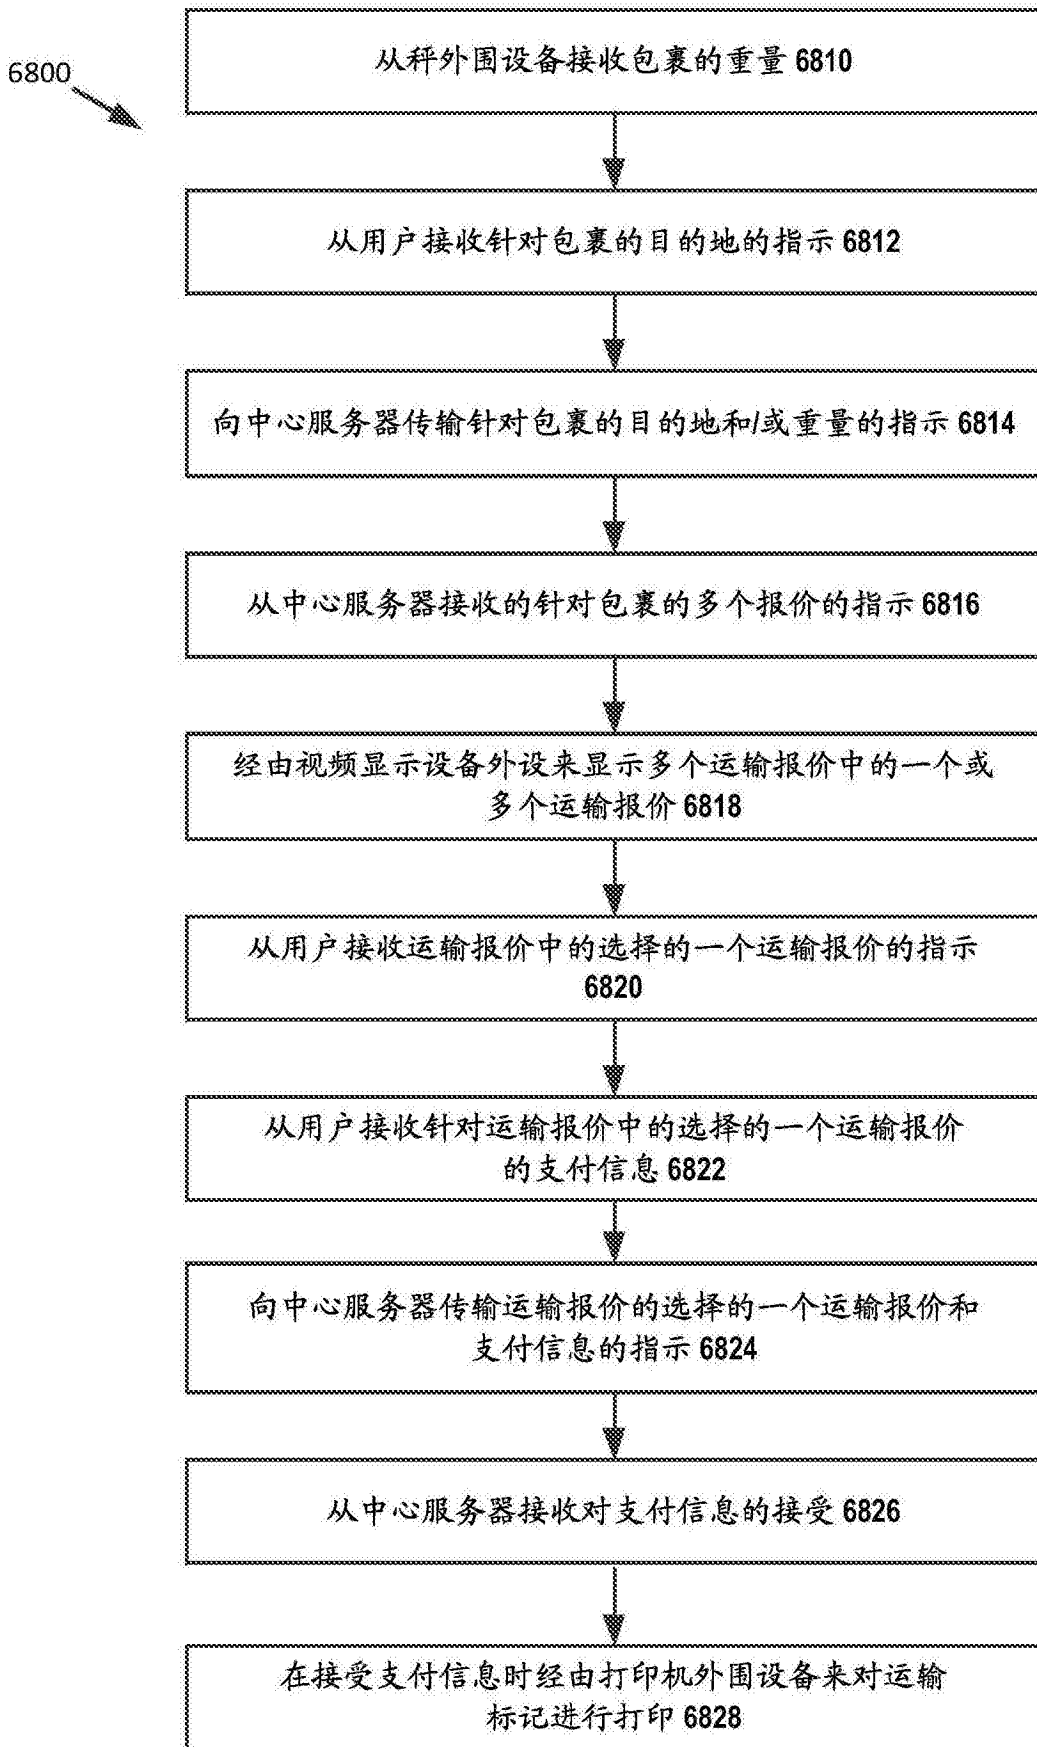 6800
从秤外围设备接收包裹的重量 6810
从用户接收针对包裹的目的地的指示 6812
向中心服务器传输针对包裹的目的地和/或重量的指示 6814
从中心服务器接收的针对包裹的多个报价的指示 6816
经由视频显示设备外设来显示多个运输报价中的一个或
多个运输报价 6818
从用户接收运输报价中的选择的一个运输报价的指示
6820
从用户接收针对运输报价中的选择的一个运输报价
的支付信息 6822
向中心服务器传输运输报价的选择的一个运输报价和
支付信息的指示 6824
从中心服务器接收对支付信息的接受 6826
在接受支付信息时经由打印机外围设备来对运输
标记进行打印 6828